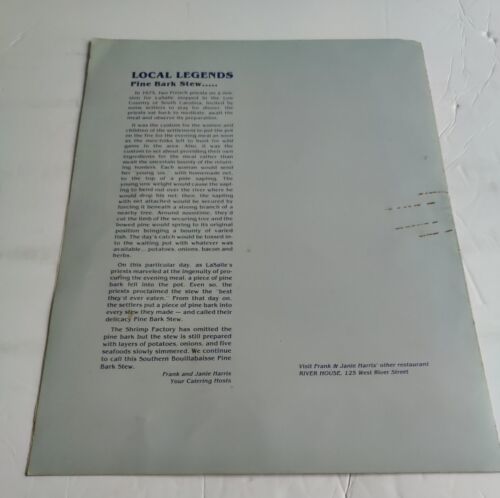 LOCAL LEGENDS
Pine Bark Stew.....
In 1675, two French priests on a mis-
sion for LaSalle stopped in the Low
Country of South Carolina. Invited by
some settlers to stay for dinner, the
priests sat back to meditate, await the
meal and observe its preparation.
It was the custom for the women and
children of the settlement to put the pot
on the fire for the evening meal as soon
as the men-folks left to hunt for wild
game in the area. Also, it was the
custom to set about providing their own
ingredients for the meal rather than
await the uncertain bounty of the return-
ing hunters. Each woman would send
her "young 'un" with homemade net,
to the top of a pine sapling. The
young one's weight would cause the sapl-
ing to bend out over the river where he
would drop his net; then, the sapling
with net attached would be secured by
forcing it beneath a strong branch of a
nearby tree. Around noontime, they'd
cut the limb of the securing tree and the
bowed pine would spring to its original
position bringing a bounty of varied
fish. The day's catch would be tossed in-
to the waiting pot with whatever was
available... potatoes, onions, bacon and
herbs.
On this particular day, as LaSalle's
priests marveled at the ingenuity of pro-
curing the evening meal, a piece of pine
bark fell into the pot. Even so, the
priests proclaimed the stew the "best
they'd ever eaten." From that day on,
the settlers put a piece of pine bark into
every stew they made — and called their
delicacy Pine Bark Stew.
The Shrimp Factory has omitted the
pine bark but the stew is still prepared
with layers of potatoes, onions, and five
seafoods slowly simmered. We continue
to call this Southern Bouillabaisse Pine
Bark Stew.
Frank and Janie Harris
Your Catering Hosts
Visit Frank & Janie Harris' other restaurant
RIVER HOUSE, 125 West River Street